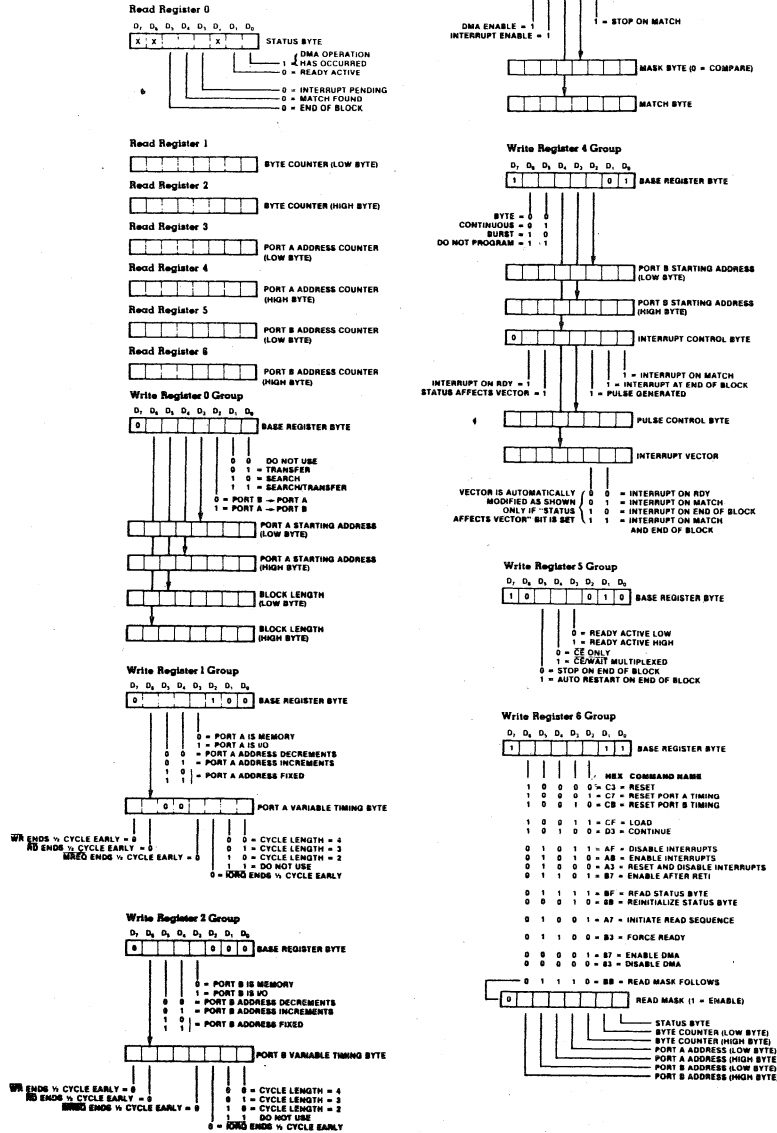 Read Register 0
D₇ D₆ D₅ D₄ D₃ D₂ D₁ D₀
X X X STATUS BYTE
1 = { DMA OPERATION
HAS OCCURRED
0 = READY ACTIVE
0 = INTERRUPT PENDING
0 = MATCH FOUND
0 = END OF BLOCK
Read Register 1
BYTE COUNTER (LOW BYTE)
Read Register 2
BYTE COUNTER (HIGH BYTE)
Read Register 3
PORT A ADDRESS COUNTER
(LOW BYTE)
Read Register 4
PORT A ADDRESS COUNTER
(HIGH BYTE)
Read Register 5
PORT B ADDRESS COUNTER
(LOW BYTE)
Read Register 6
PORT B ADDRESS COUNTER
(HIGH BYTE)
Write Register 0 Group
D₇ D₆ D₅ D₄ D₃ D₂ D₁ D₀
0 BASE REGISTER BYTE
0 0 DO NOT USE
0 1 = TRANSFER
1 0 = SEARCH
1 1 = SEARCH/TRANSFER
0 = PORT B → PORT A
1 = PORT A → PORT B
PORT A STARTING ADDRESS
(LOW BYTE)
PORT A STARTING ADDRESS
(HIGH BYTE)
BLOCK LENGTH
(LOW BYTE)
BLOCK LENGTH
(HIGH BYTE)
Write Register 1 Group
D₇ D₆ D₅ D₄ D₃ D₂ D₁ D₀
0 1 0 0 BASE REGISTER BYTE
0 = PORT A IS MEMORY
1 = PORT A IS I/O
0 0 = PORT A ADDRESS DECREMENTS
0 1 = PORT A ADDRESS INCREMENTS
1 0
1 1 } = PORT A ADDRESS FIXED
0 0 PORT A VARIABLE TIMING BYTE
WR ENDS ½ CYCLE EARLY = 0
RD ENDS ½ CYCLE EARLY = 0
MREQ ENDS ½ CYCLE EARLY = 0
0 0 = CYCLE LENGTH = 4
0 1 = CYCLE LENGTH = 3
1 0 = CYCLE LENGTH = 2
1 1 = DO NOT USE
0 = IORQ ENDS ½ CYCLE EARLY
Write Register 2 Group
D₇ D₆ D₅ D₄ D₃ D₂ D₁ D₀
0 0 0 0 BASE REGISTER BYTE
0 = PORT B IS MEMORY
1 = PORT B IS I/O
0 0 = PORT B ADDRESS DECREMENTS
0 1 = PORT B ADDRESS INCREMENTS
1 0
1 1 } = PORT B ADDRESS FIXED
PORT B VARIABLE TIMING BYTE
WR ENDS ½ CYCLE EARLY = 0
RD ENDS ½ CYCLE EARLY = 0
MREQ ENDS ½ CYCLE EARLY = 0
0 0 = CYCLE LENGTH = 4
0 1 = CYCLE LENGTH = 3
1 0 = CYCLE LENGTH = 2
1 1 DO NOT USE
0 = IORQ ENDS ½ CYCLE EARLY
DMA ENABLE = 1
INTERRUPT ENABLE = 1
1 = STOP ON MATCH
MASK BYTE (0 = COMPARE)
MATCH BYTE
Write Register 4 Group
D₇ D₆ D₅ D₄ D₃ D₂ D₁ D₀
1 0 1 BASE REGISTER BYTE
BYTE = 0 0
CONTINUOUS = 0 1
BURST = 1 0
DO NOT PROGRAM = 1 1
PORT B STARTING ADDRESS
(LOW BYTE)
PORT B STARTING ADDRESS
(HIGH BYTE)
0 INTERRUPT CONTROL BYTE
INTERRUPT ON RDY = 1
STATUS AFFECTS VECTOR = 1
1 = INTERRUPT ON MATCH
1 = INTERRUPT AT END OF BLOCK
1 = PULSE GENERATED
PULSE CONTROL BYTE
INTERRUPT VECTOR
VECTOR IS AUTOMATICALLY
MODIFIED AS SHOWN
ONLY IF "STATUS
AFFECTS VECTOR" BIT IS SET
0 0 = INTERRUPT ON RDY
0 1 = INTERRUPT ON MATCH
1 0 = INTERRUPT ON END OF BLOCK
1 1 = INTERRUPT ON MATCH
AND END OF BLOCK
Write Register 5 Group
D₇ D₆ D₅ D₄ D₃ D₂ D₁ D₀
1 0 0 1 0 BASE REGISTER BYTE
0 = READY ACTIVE LOW
1 = READY ACTIVE HIGH
0 = CE ONLY
1 = CE/WAIT MULTIPLEXED
0 = STOP ON END OF BLOCK
1 = AUTO RESTART ON END OF BLOCK
Write Register 6 Group
D₇ D₆ D₅ D₄ D₃ D₂ D₁ D₀
1 1 1 BASE REGISTER BYTE
HEX COMMAND NAME
1 0 0 0 0 = C3 = RESET
1 0 0 0 1 = C7 = RESET PORT A TIMING
1 0 0 1 0 = CB = RESET PORT B TIMING
1 0 0 1 1 = CF = LOAD
1 0 1 0 0 = D3 = CONTINUE
0 1 0 1 1 = AF = DISABLE INTERRUPTS
0 1 0 1 0 = AB = ENABLE INTERRUPTS
0 1 0 0 0 = A3 = RESET AND DISABLE INTERRUPTS
0 1 1 0 1 = B7 = ENABLE AFTER RETI
0 1 1 1 1 = BF = READ STATUS BYTE
0 0 0 1 0 = 8B = REINITIALIZE STATUS BYTE
0 1 0 0 1 = A7 = INITIATE READ SEQUENCE
0 1 1 0 0 = B3 = FORCE READY
0 0 0 0 1 = 87 = ENABLE DMA
0 0 0 0 0 = 83 = DISABLE DMA
0 1 1 1 0 = BB = READ MASK FOLLOWS
0 READ MASK (1 = ENABLE)
STATUS BYTE
BYTE COUNTER (LOW BYTE)
BYTE COUNTER (HIGH BYTE)
PORT A ADDRESS (LOW BYTE)
PORT A ADDRESS (HIGH BYTE)
PORT B ADDRESS (LOW BYTE)
PORT B ADDRESS (HIGH BYTE